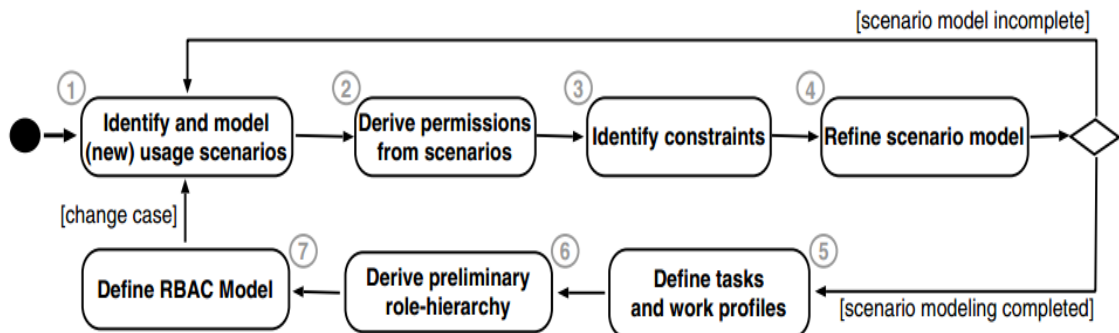 [scenario model incomplete]
1
Identify and model
(new) usage scenarios
2
Derive permissions
from scenarios
3
Identify constraints
4
Refine scenario model
[change case]
7
Define RBAC Model
6
Derive preliminary
role-hierarchy
5
Define tasks
and work profiles
[scenario modeling completed]